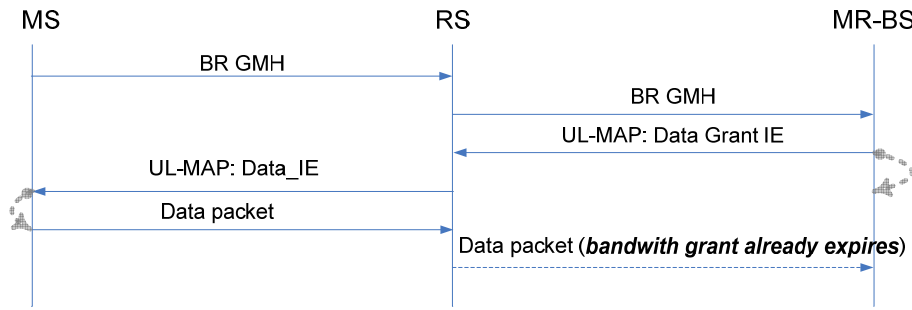 MS RS MR-BS
BR GMH
BR GMH
UL-MAP: Data Grant IE
UL-MAP: Data_IE
Data packet
Data packet (bandwith grant already expires)